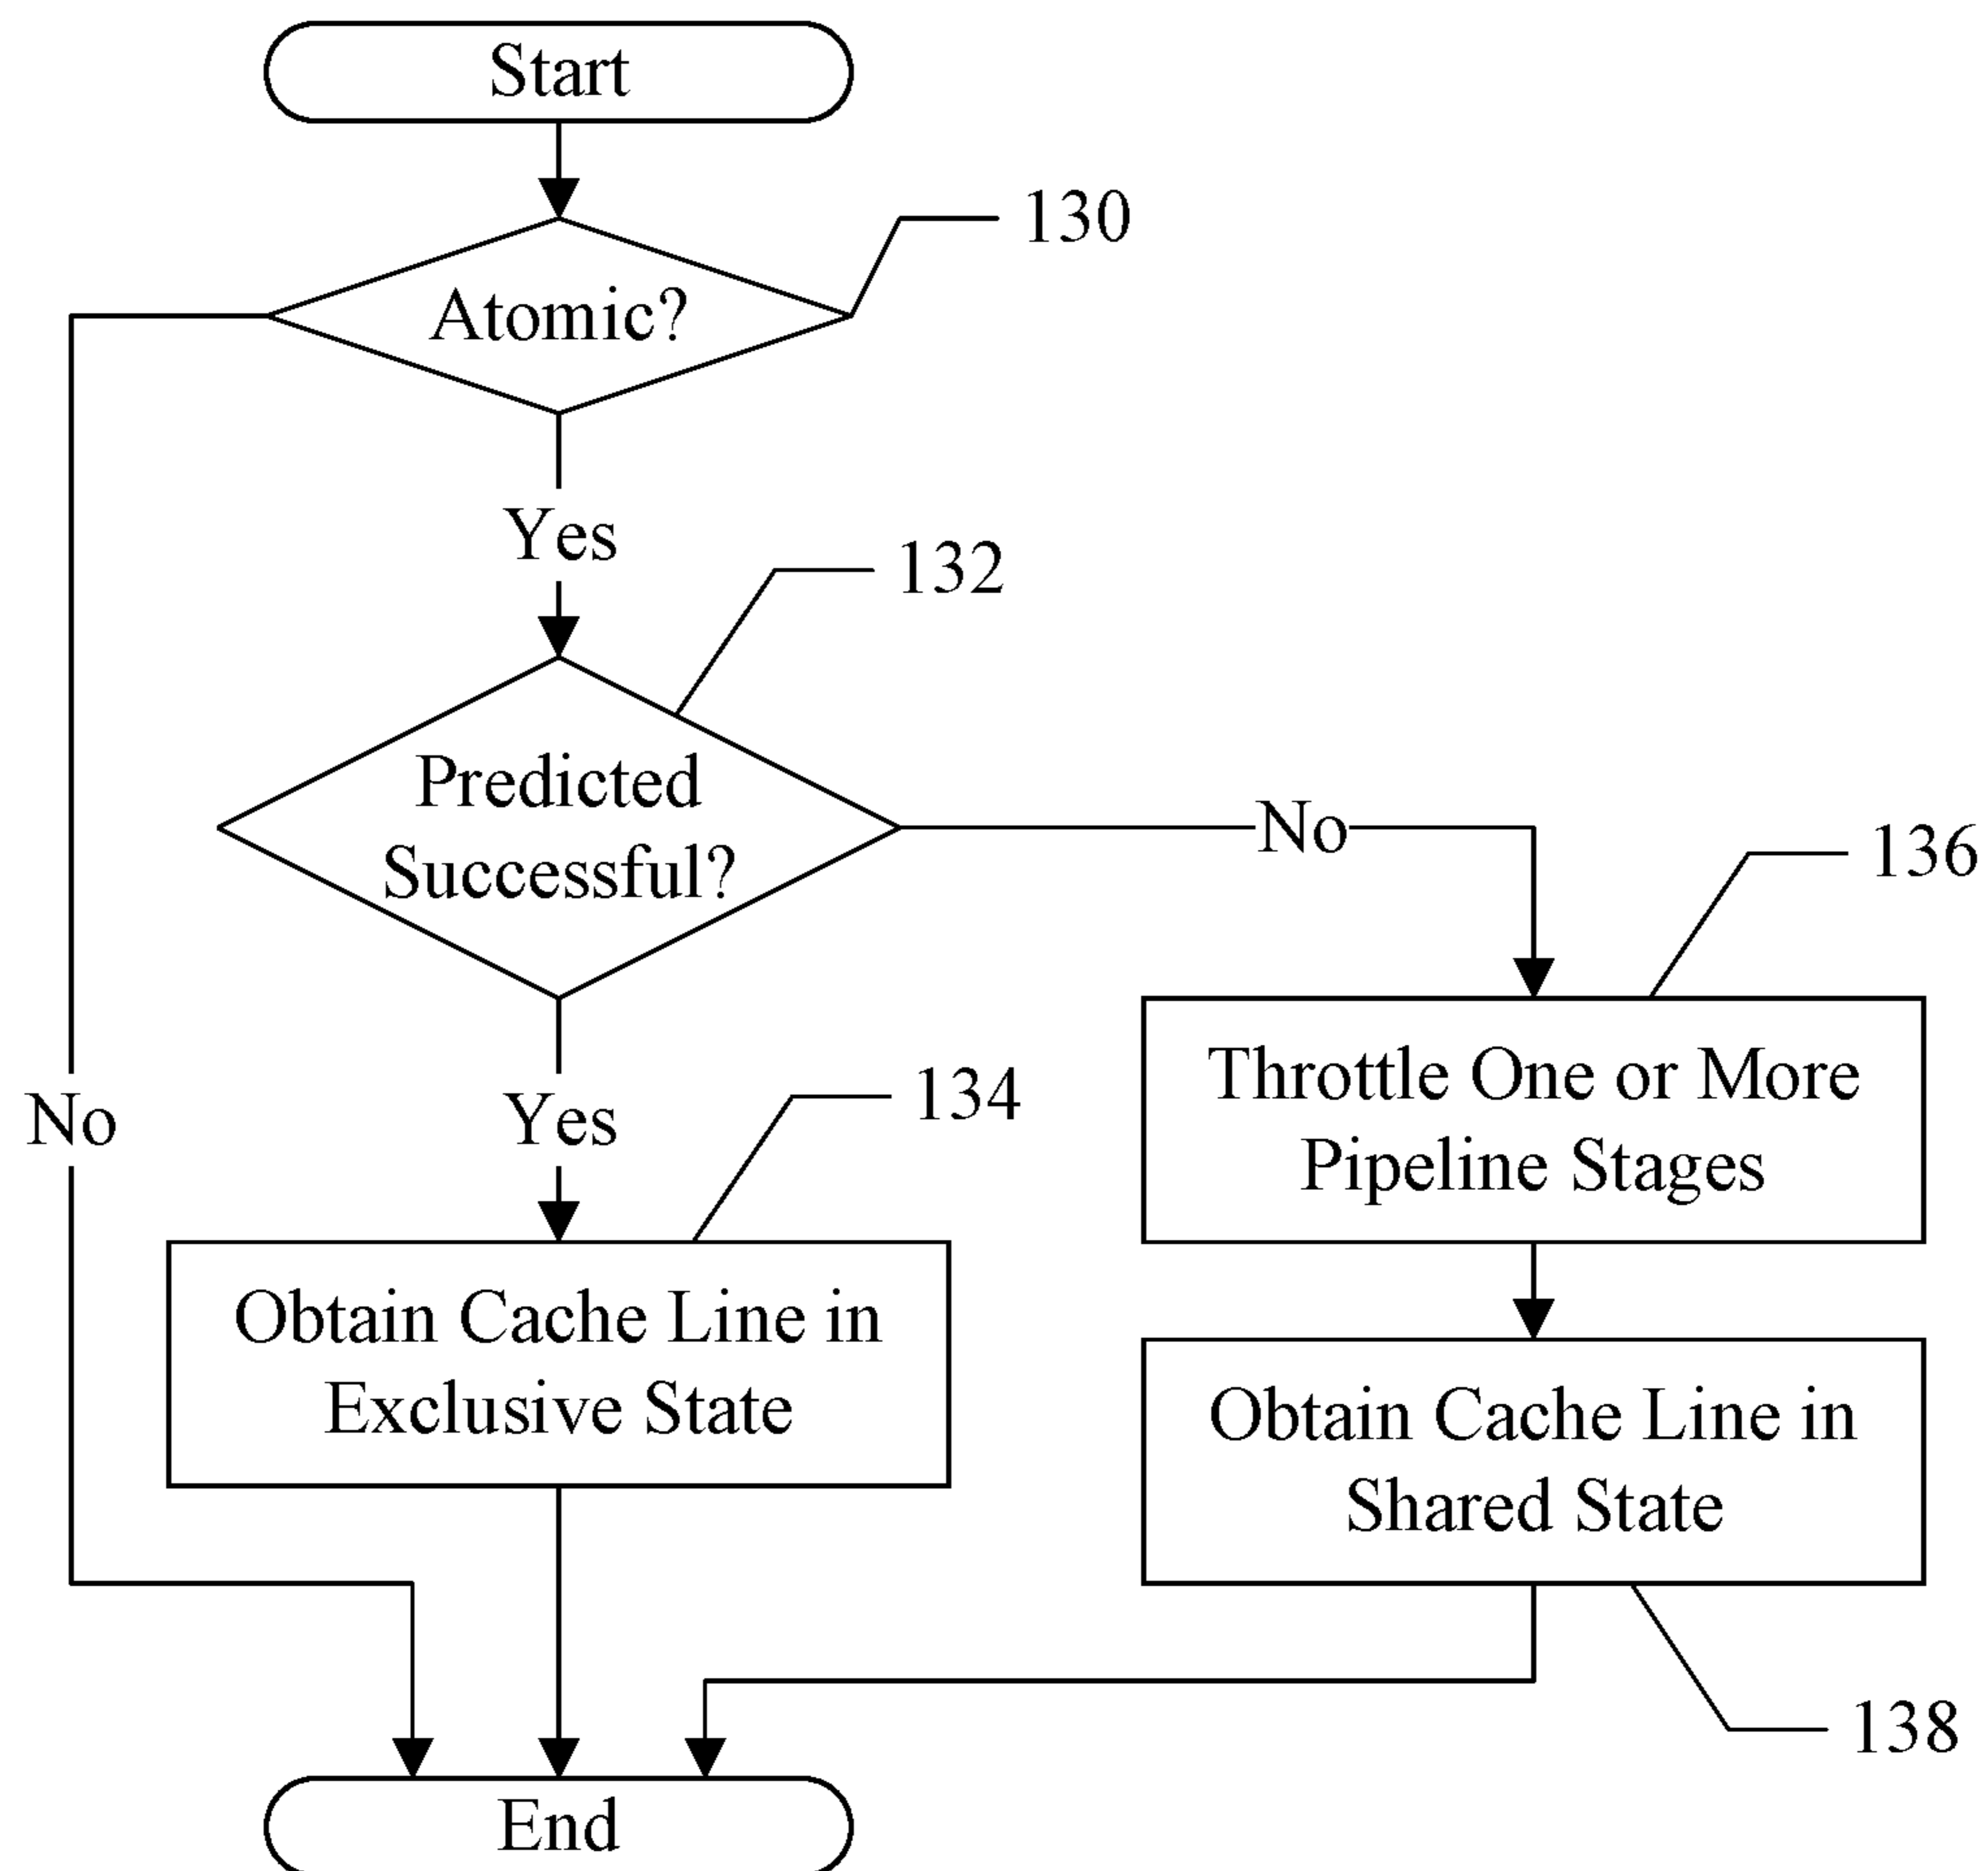 Start
130
Atomic?
Yes
132
Predicted
Successful?
No
136
Throttle One or More
Pipeline Stages
No
Yes
134
Obtain Cache Line in
Exclusive State
Obtain Cache Line in
Shared State
138
End